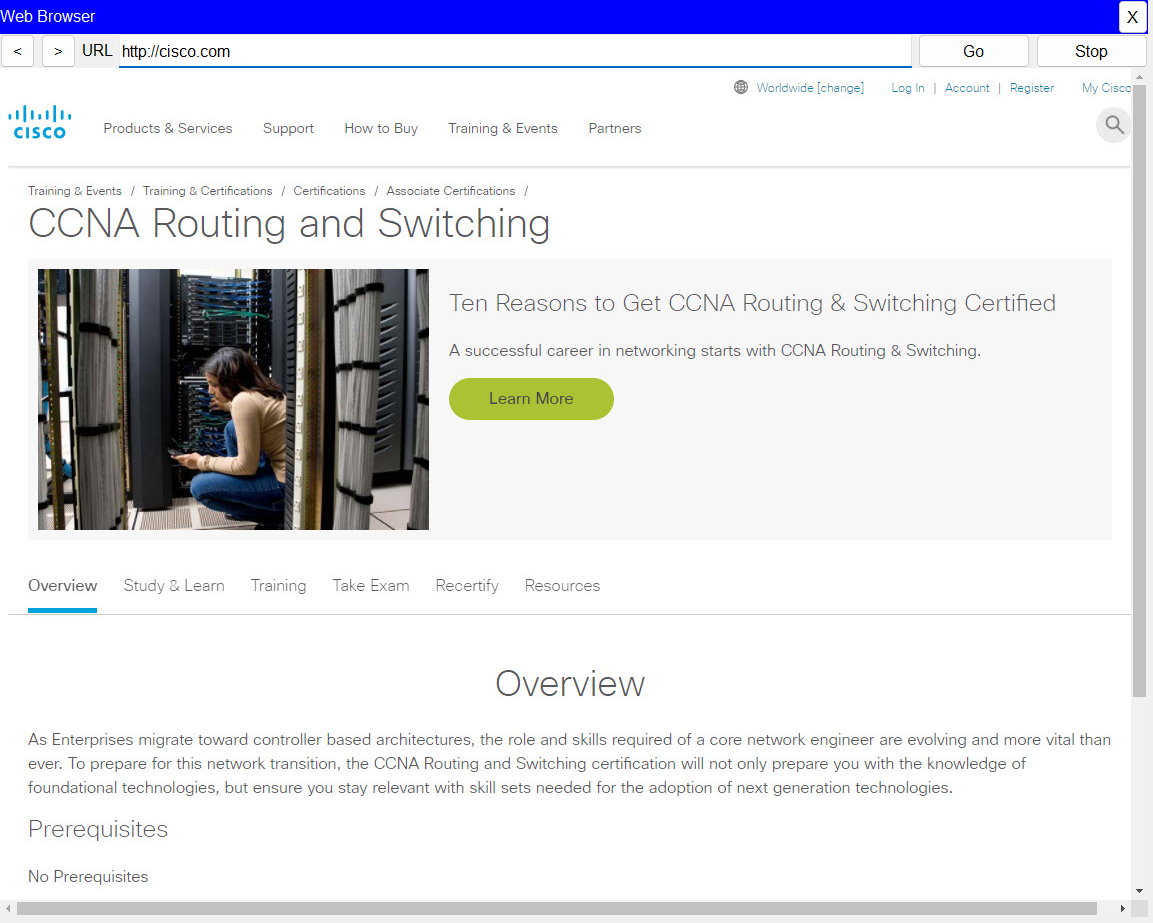 Web Browser X
< > URL http://cisco.com Go Stop
Worldwide [change] Log In | Account | Register My Cisco
CISCO
Products & Services Support How to Buy Training & Events Partners
Training & Events / Training & Certifications / Certifications / Associate Certifications /
CCNA Routing and Switching
Ten Reasons to Get CCNA Routing & Switching Certified
A successful career in networking starts with CCNA Routing & Switching.
Learn More
Overview Study & Learn Training Take Exam Recertify Resources
Overview
As Enterprises migrate toward controller based architectures, the role and skills required of a core network engineer are evolving and more vital than
ever. To prepare for this network transition, the CCNA Routing and Switching certification will not only prepare you with the knowledge of
foundational technologies, but ensure you stay relevant with skill sets needed for the adoption of next generation technologies.
Prerequisites
No Prerequisites